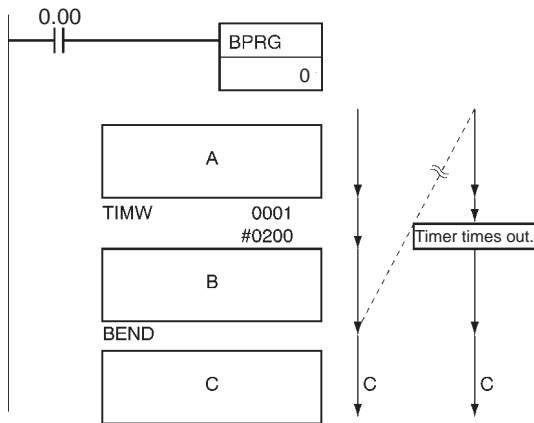 0.00
BPRG
0
A
TIMW 0001
#0200
Timer times out.
B
BEND
C
C
C